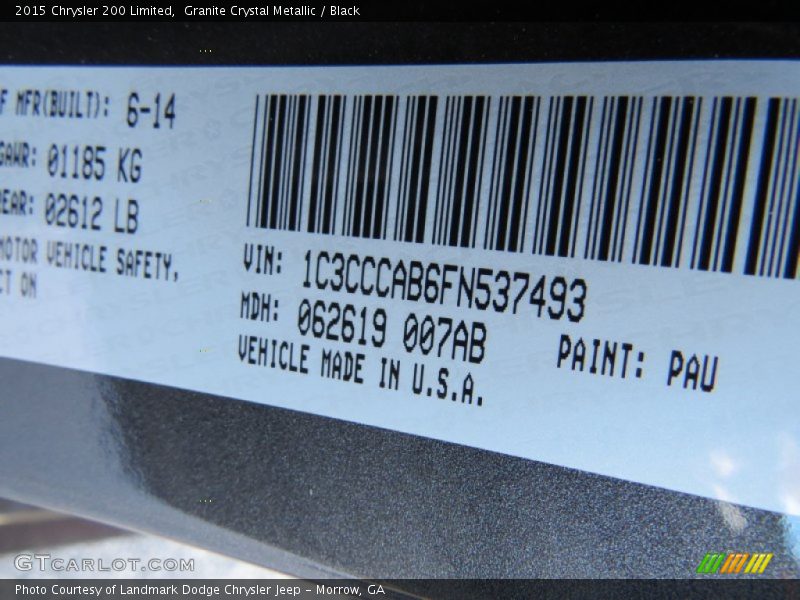 2015 Chrysler 200 Limited,  Granite Crystal Metallic / Black
F MFR(BUILT): 6-14
GAWR: 01185 KG
REAR: 02612 LB
MOTOR VEHICLE SAFETY,
CT ON
VIN: 1C3CCCAB6FN537493
MDH: 062619 007AB
PAINT: PAU
VEHICLE MADE IN U.S.A.
GTCARLOT.COM
Photo Courtesy of Landmark Dodge Chrysler Jeep – Morrow, GA